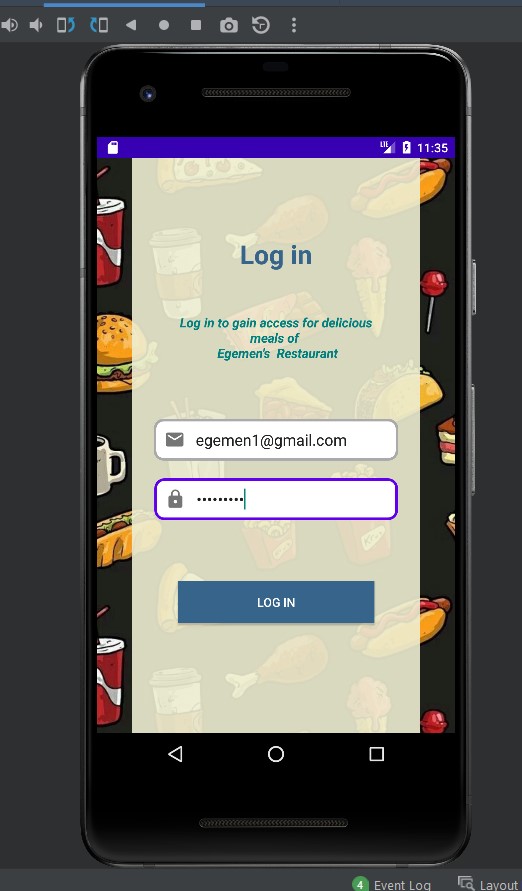 LTE 11:35
Log in
Log in to gain access for delicious
meals of
Egemen's Restaurant
egemen1@gmail.com
•••••••••
LOG IN
4 Event Log Layout